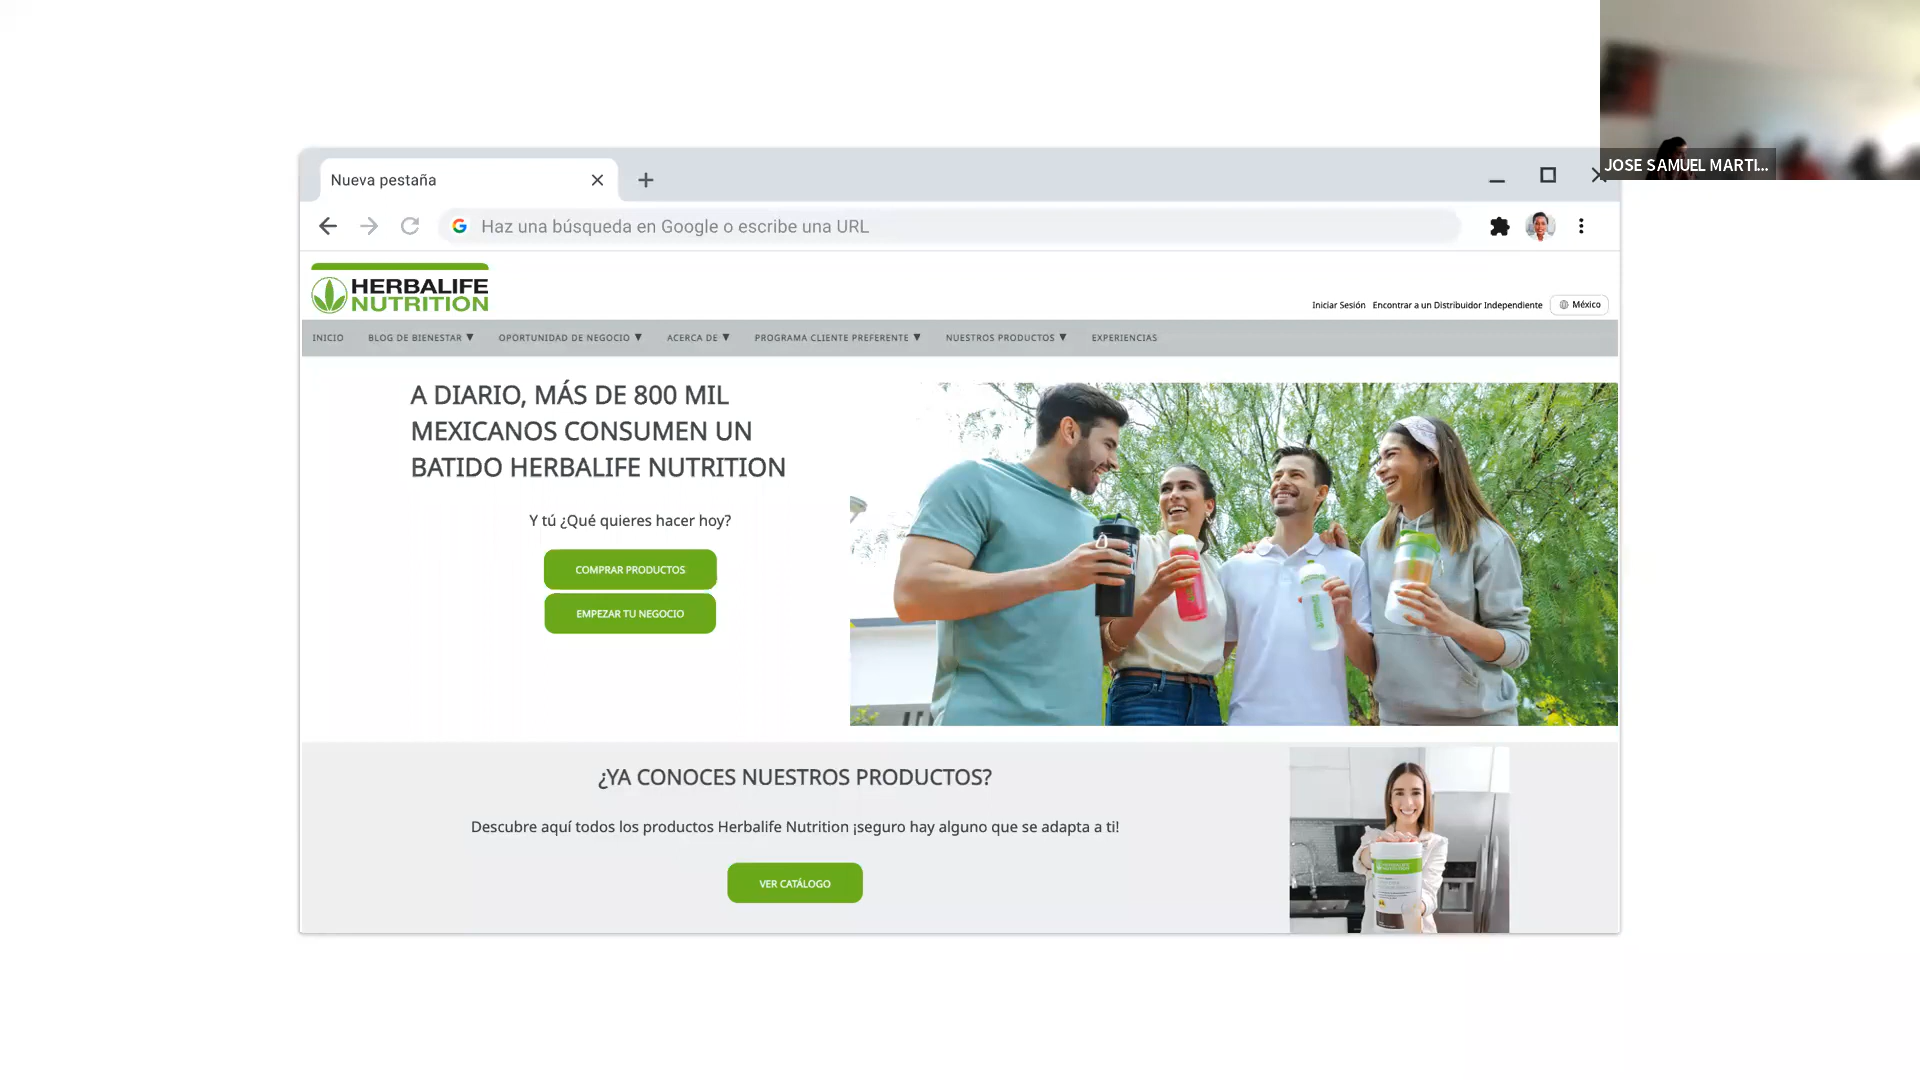 JOSE SAMUEL MARTI...
Nueva pestaña
Haz una búsqueda en Google o escribe una URL
HERBALIFE
NUTRITION
Iniciar Sesión Encontrar a un Distribuidor Independiente México
INICIO BLOG DE BIENESTAR ▼ OPORTUNIDAD DE NEGOCIO ▼ ACERCA DE ▼ PROGRAMA CLIENTE PREFERENTE ▼ NUESTROS PRODUCTOS ▼ EXPERIENCIAS
A DIARIO, MÁS DE 800 MIL
MEXICANOS CONSUMEN UN
BATIDO HERBALIFE NUTRITION
Y tú ¿Qué quieres hacer hoy?
COMPRAR PRODUCTOS
EMPEZAR TU NEGOCIO
¿YA CONOCES NUESTROS PRODUCTOS?
Descubre aquí todos los productos Herbalife Nutrition ¡seguro hay alguno que se adapta a ti!
VER CATÁLOGO
HERBALIFE
NUTRITION